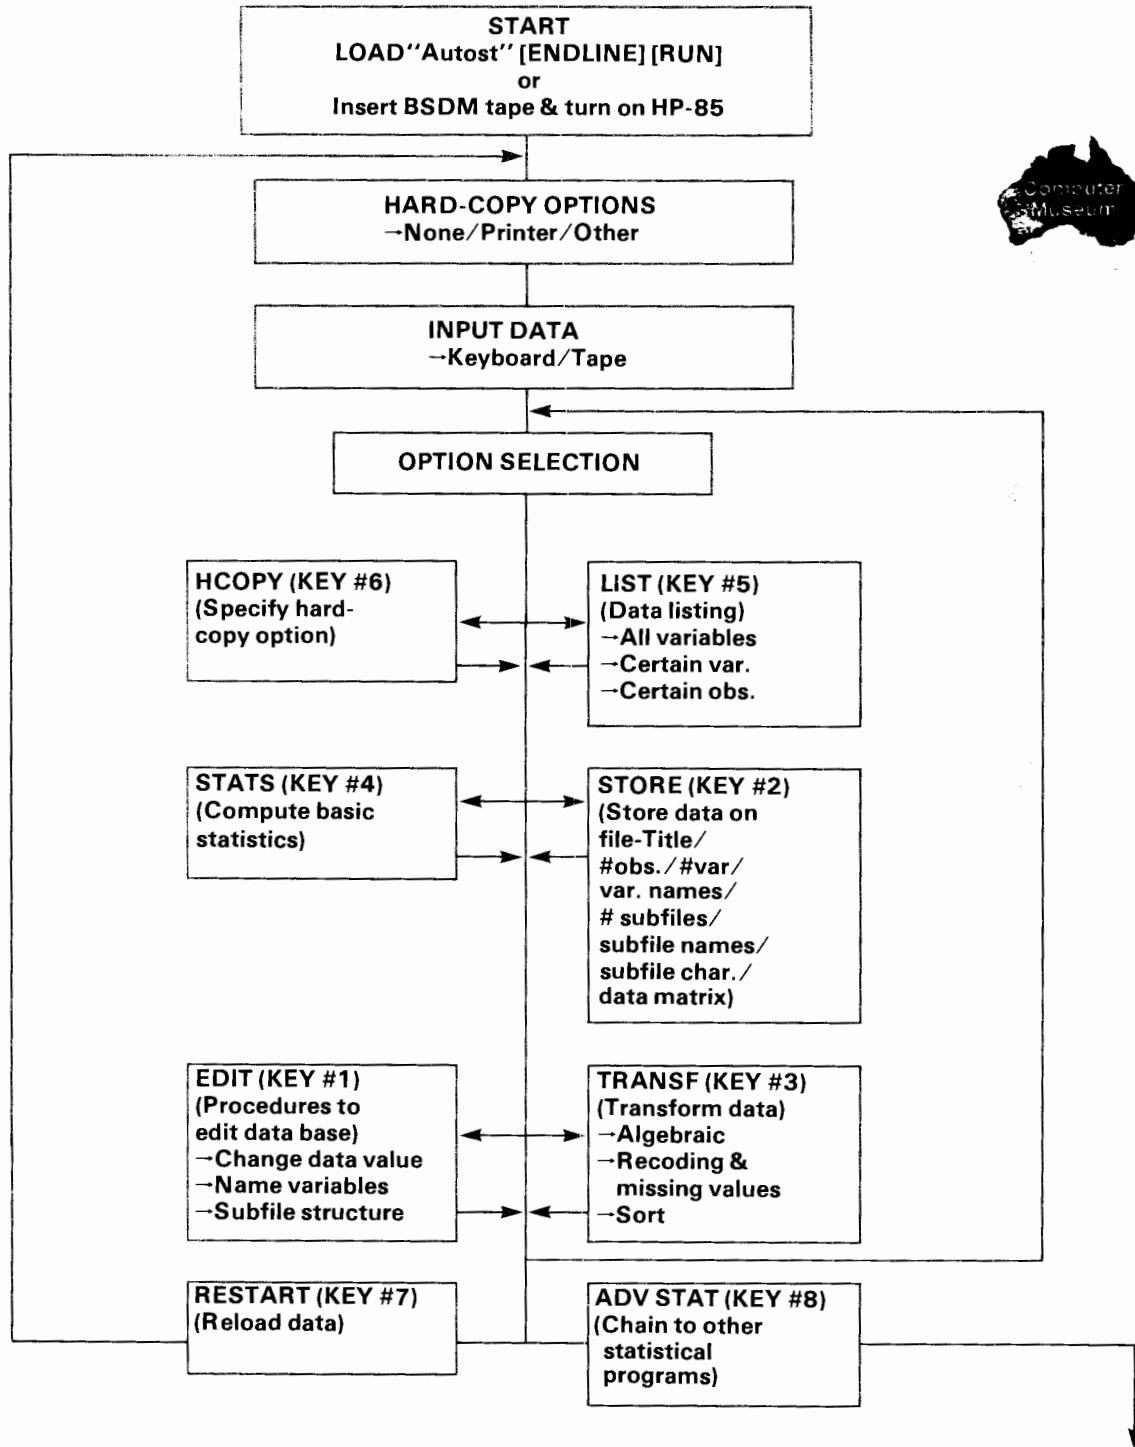 START
LOAD"Autost" [ENDLINE] [RUN]
or
Insert BSDM tape & turn on HP-85
HARD-COPY OPTIONS
→None/Printer/Other
Computer
Museum
INPUT DATA
→Keyboard/Tape
OPTION SELECTION
HCOPY (KEY #6)
(Specify hard-
copy option)
LIST (KEY #5)
(Data listing)
→All variables
→Certain var.
→Certain obs.
STATS (KEY #4)
(Compute basic
statistics)
STORE (KEY #2)
(Store data on
file-Title/
#obs./#var/
var. names/
# subfiles/
subfile names/
subfile char./
data matrix)
EDIT (KEY #1)
(Procedures to
edit data base)
→Change data value
→Name variables
→Subfile structure
TRANSF (KEY #3)
(Transform data)
→Algebraic
→Recoding &
missing values
→Sort
RESTART (KEY #7)
(Reload data)
ADV STAT (KEY #8)
(Chain to other
statistical
programs)